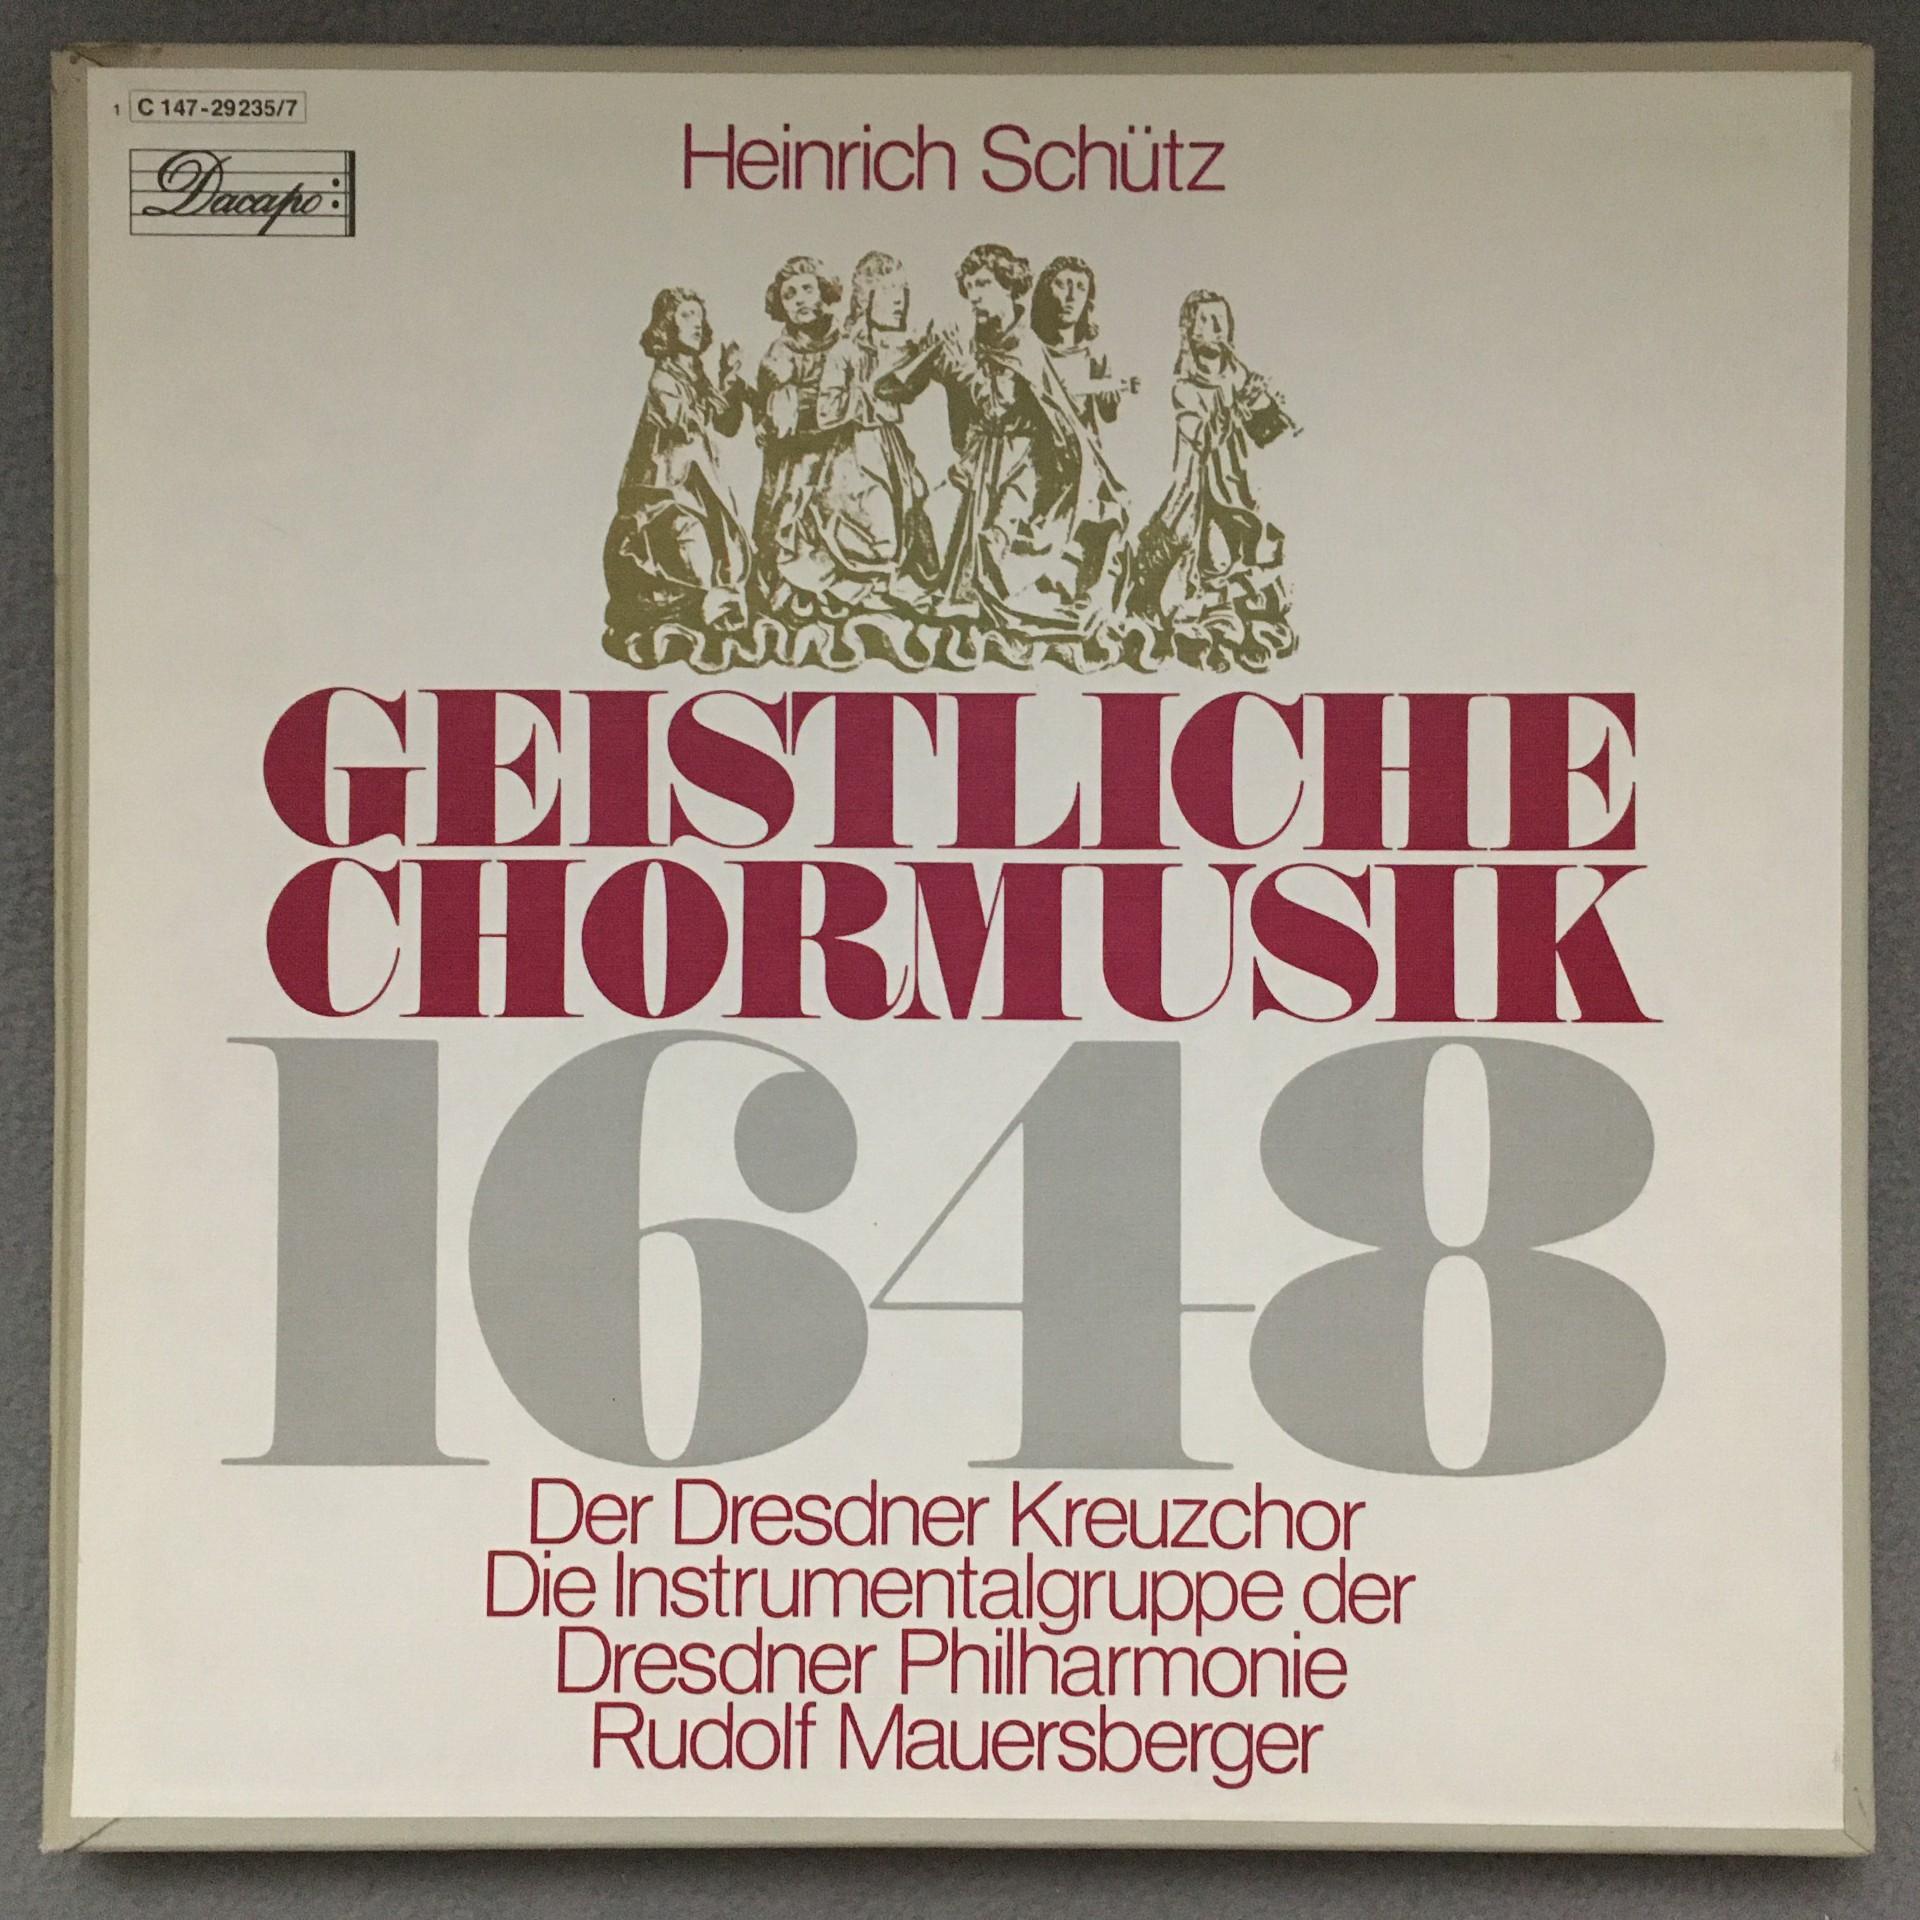 1 C 147-29235/7
Dacapo
Heinrich Schütz
GEISTLICHE
CHORMUSIK
1648
Der Dresdner Kreuzchor
Die Instrumentalgruppe der
Dresdner Philharmonie
Rudolf Mauersberger